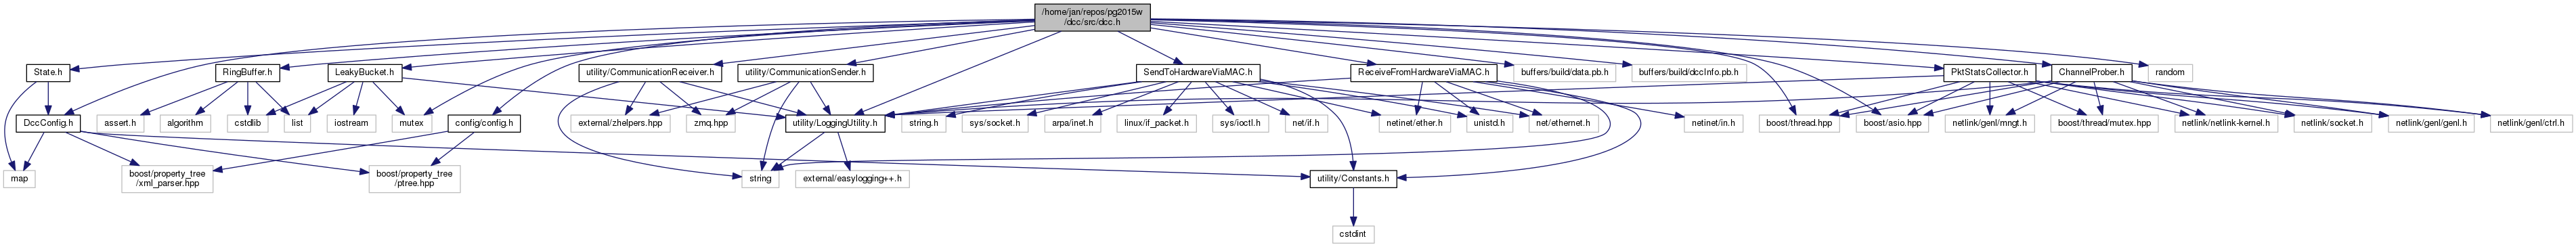 /home/jan/repos/pg2015w
/dcc/src/dcc.h
State.h
RingBuffer.h
LeakyBucket.h
utility/CommunicationReceiver.h
utility/CommunicationSender.h
SendToHardwareViaMAC.h
ReceiveFromHardwareViaMAC.h
buffers/build/data.pb.h
buffers/build/dccInfo.pb.h
PktStatsCollector.h
ChannelProber.h
random
DccConfig.h
assert.h
algorithm
cstdlib
list
iostream
mutex
config/config.h
external/zhelpers.hpp
zmq.hpp
utility/LoggingUtility.h
string.h
sys/socket.h
arpa/inet.h
linux/if_packet.h
sys/ioctl.h
net/if.h
netinet/ether.h
unistd.h
net/ethernet.h
netinet/in.h
boost/thread.hpp
boost/asio.hpp
netlink/genl/mngt.h
boost/thread/mutex.hpp
netlink/netlink-kernel.h
netlink/socket.h
netlink/genl/genl.h
netlink/genl/ctrl.h
map
boost/property_tree
/xml_parser.hpp
boost/property_tree
/ptree.hpp
string
external/easylogging++.h
utility/Constants.h
cstdint